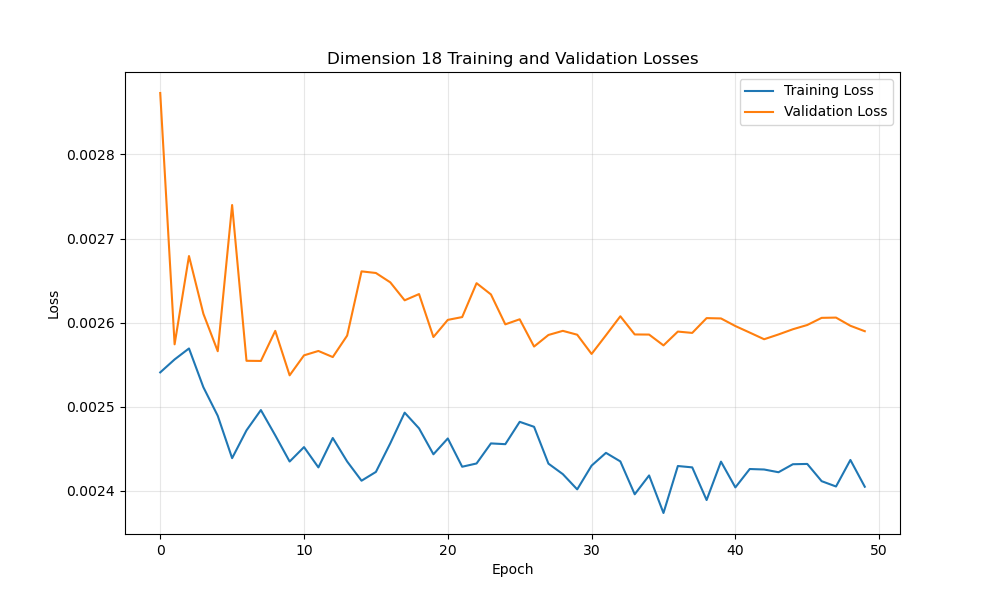 Dimension 18 Training and Validation Losses
Training Loss
Validation Loss
Loss
0.0028
0.0027
0.0026
0.0025
0.0024
0 10 20 30 40 50
Epoch